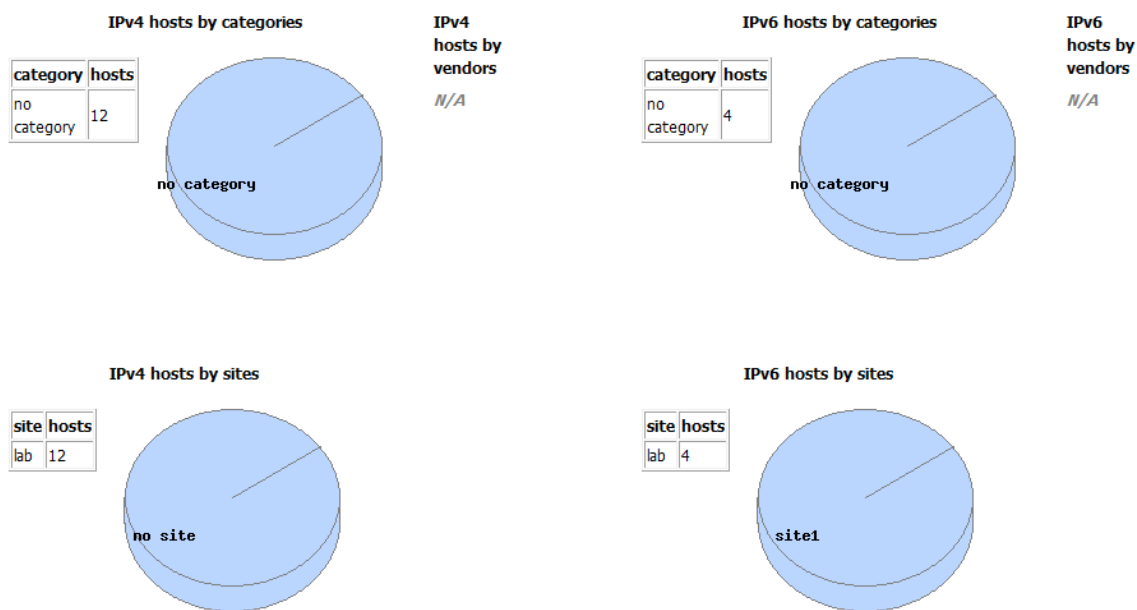 IPv4 hosts by categories
category hosts
no
category 12
no category
IPv4
hosts by
vendors
N/A
IPv6 hosts by categories
category hosts
no
category 4
no category
IPv6
hosts by
vendors
N/A
IPv4 hosts by sites
site hosts
lab 12
no site
IPv6 hosts by sites
site hosts
lab 4
site1